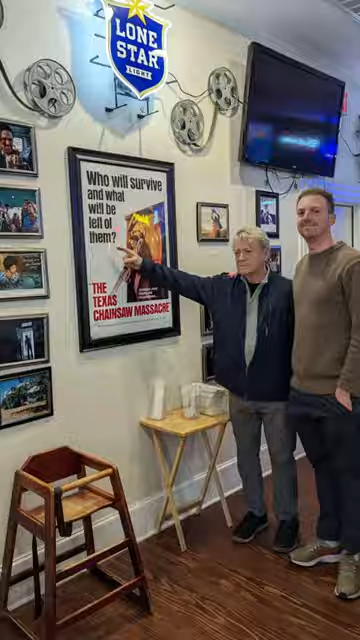 LONE
STAR
LIGHT
Who will survive
and what
will be
left of
them?
THE
TEXAS
CHAINSAW MASSACRE